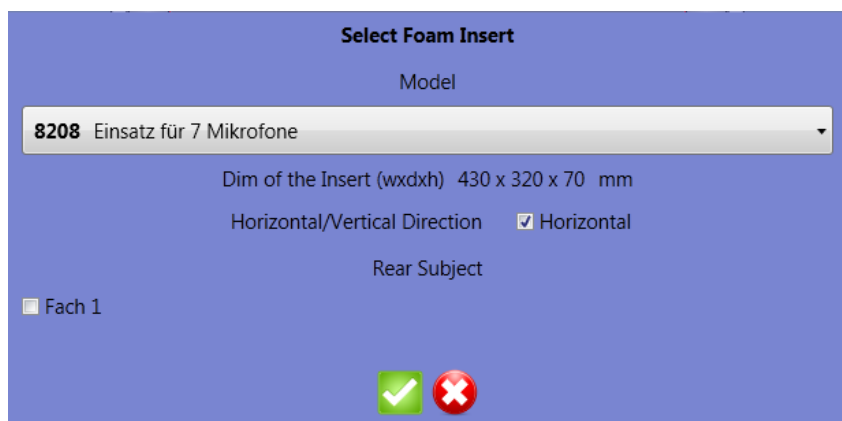 Select Foam Insert
Model
8208 Einsatz für 7 Mikrofone
Dim of the Insert (wxdxh) 430 x 320 x 70 mm
Horizontal/Vertical Direction Horizontal
Rear Subject
Fach 1